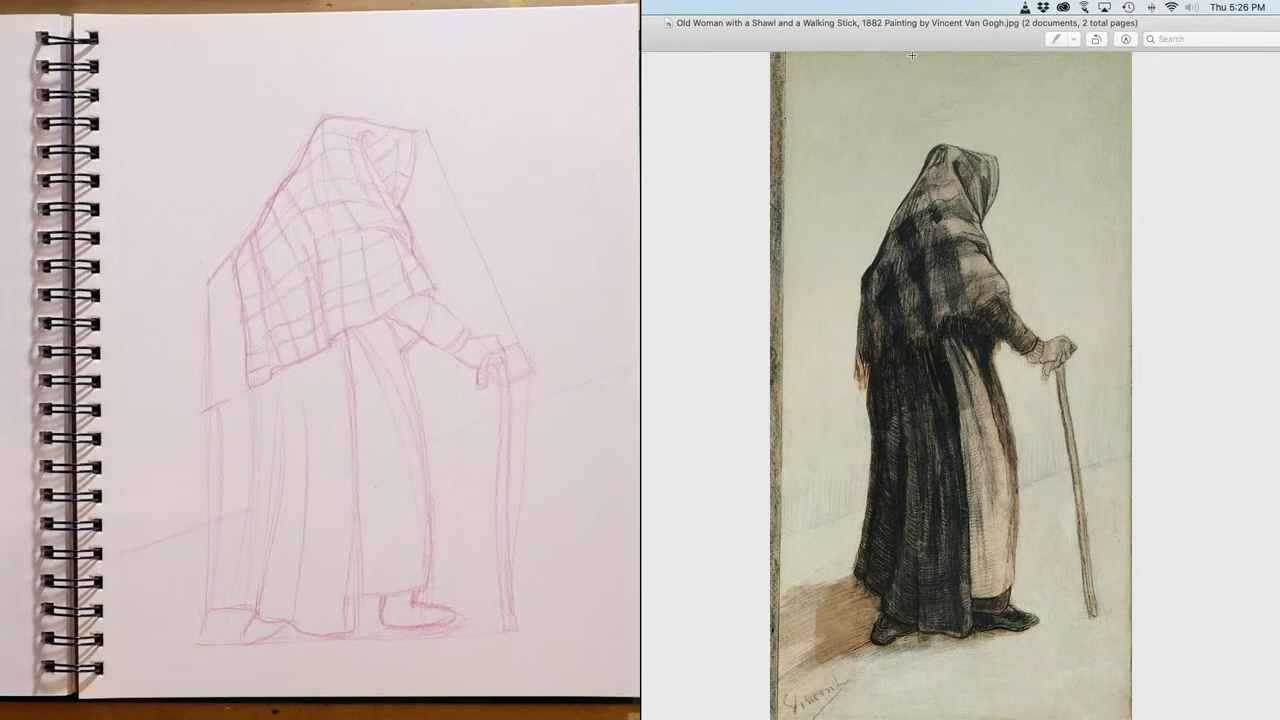 Thu 5:26 PM
Old Woman with a Shawl and a Walking Stick, 1882 Painting by Vincent Van Gogh.jpg (2 documents, 2 total pages)
Search
Vincent